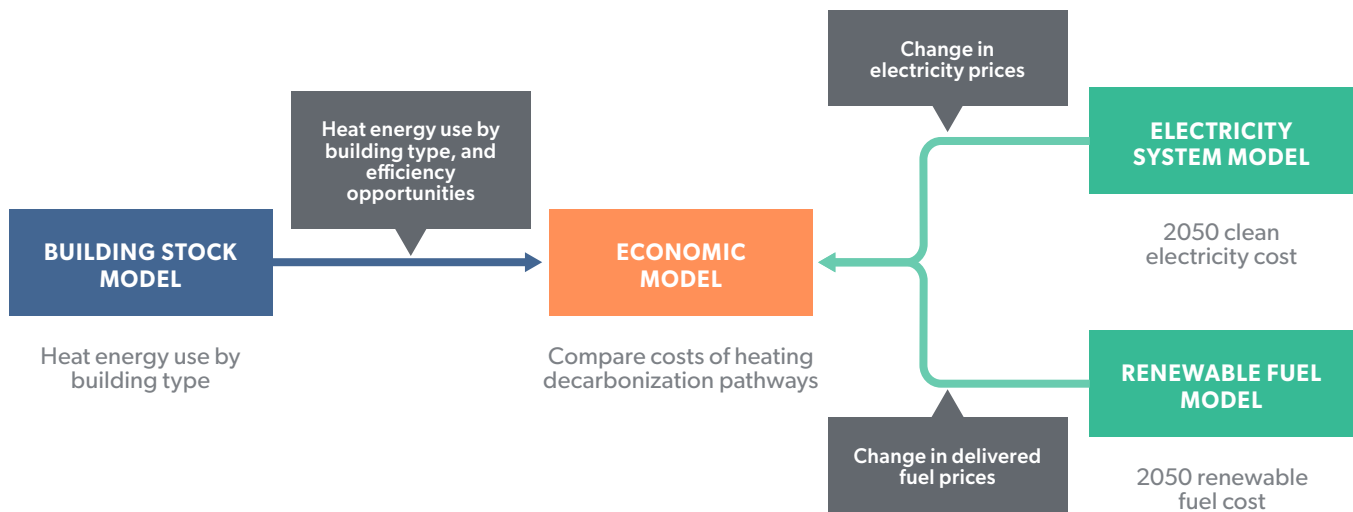 Change in
electricity prices
Heat energy use by
building type, and
efficiency
opportunities
ELECTRICITY
SYSTEM MODEL
2050 clean
electricity cost
BUILDING STOCK
MODEL
Heat energy use by
building type
ECONOMIC
MODEL
Compare costs of heating
decarbonization pathways
RENEWABLE FUEL
MODEL
2050 renewable
fuel cost
Change in delivered
fuel prices